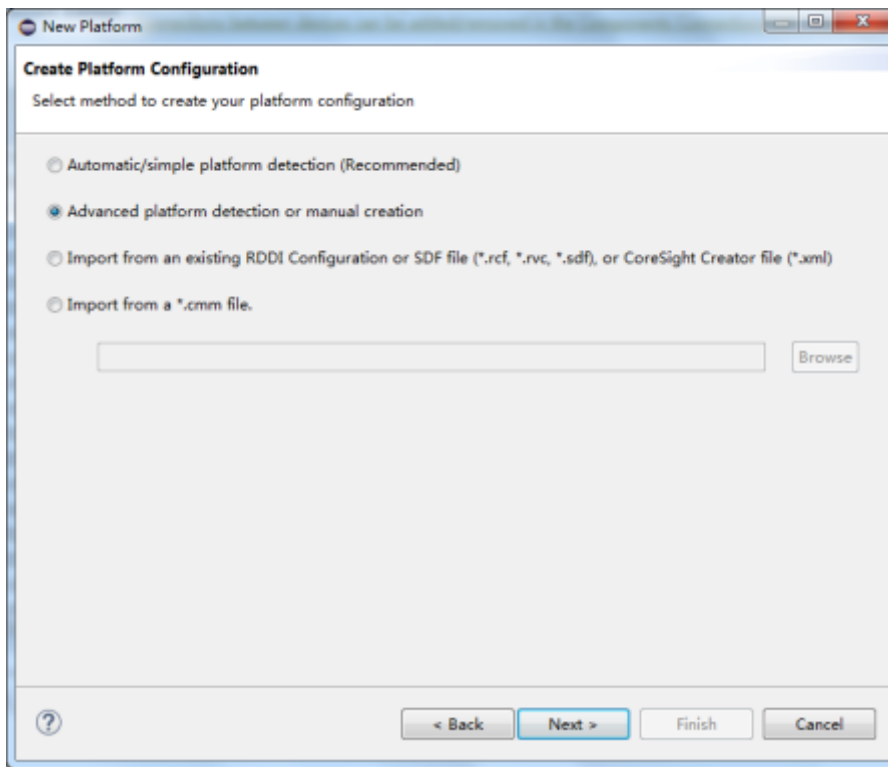 New Platform
Create Platform Configuration
Select method to create your platform configuration
Automatic/simple platform detection (Recommended)
Advanced platform detection or manual creation
Import from an existing RDDI Configuration or SDF file (*.rcf, *.rvc, *.sdf), or CoreSight Creator file (*.xml)
Import from a *.cmm file.
Browse
?
< Back Next > Finish Cancel